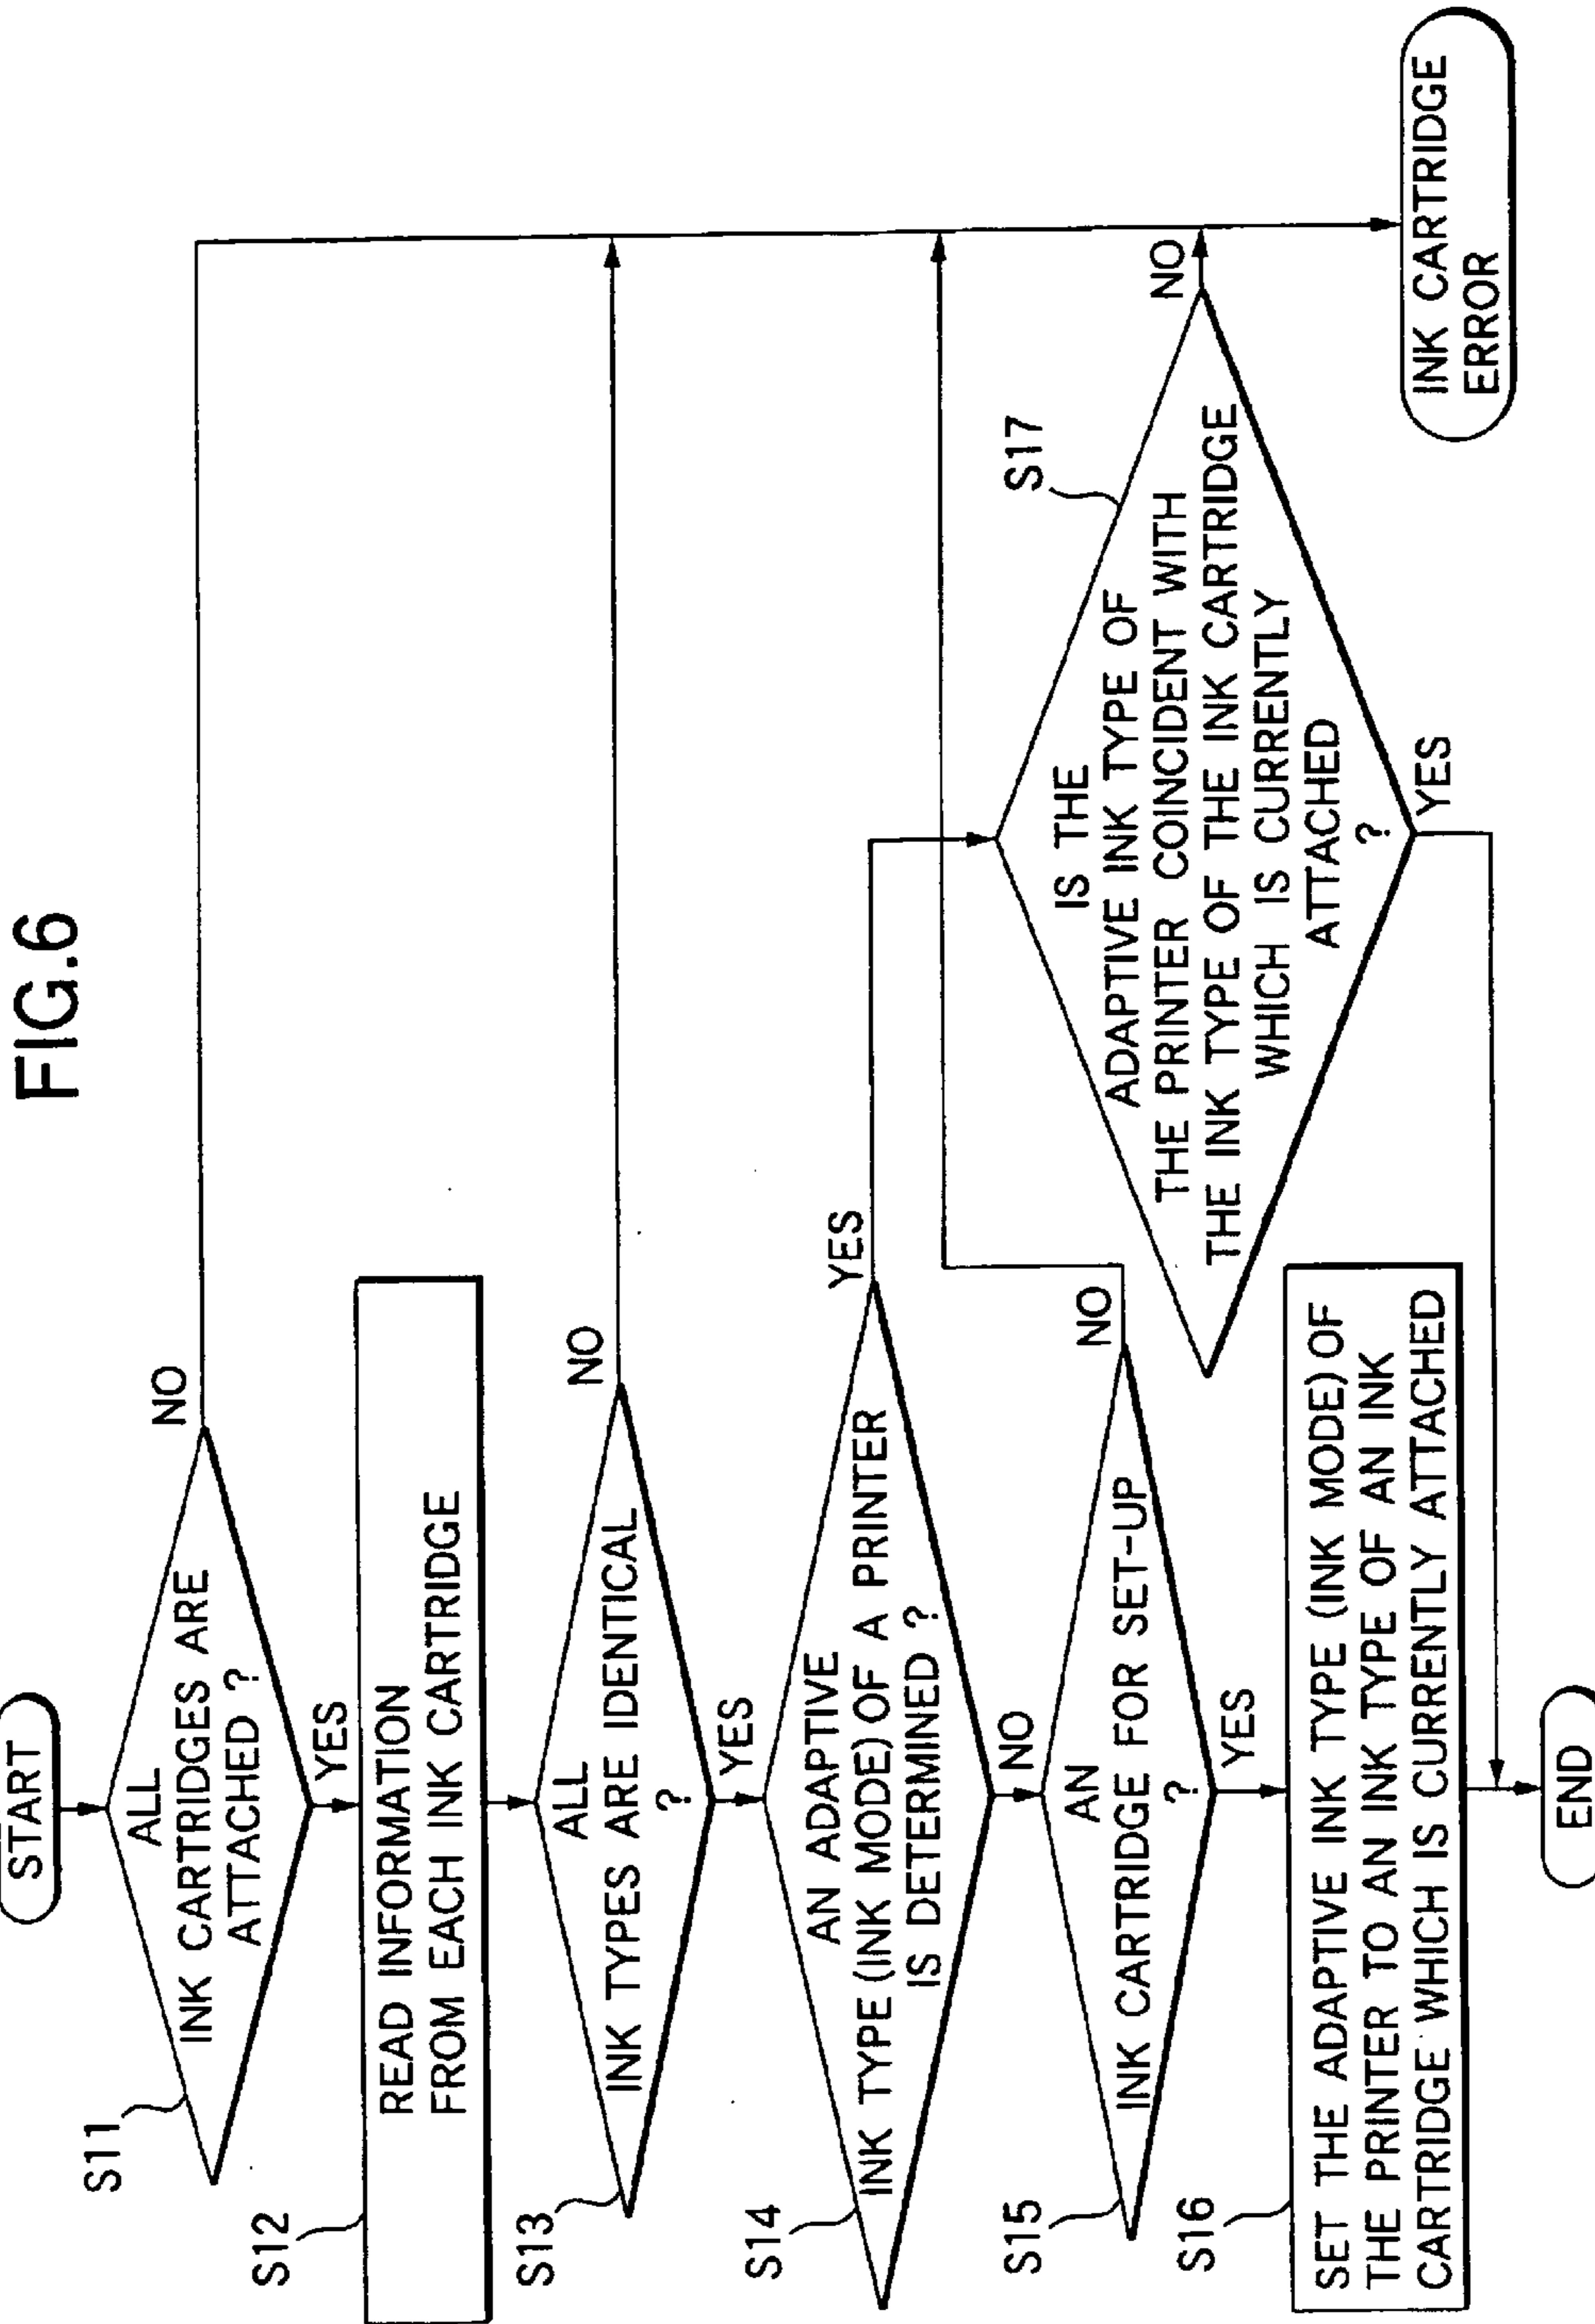 FIG.6
START
S11
ALL
INK CARTRIDGES ARE
ATTACHED ?
NO
YES
S12
READ INFORMATION
FROM EACH INK CARTRIDGE
S13
ALL
INK TYPES ARE IDENTICAL
?
NO
YES
S14
AN ADAPTIVE
INK TYPE (INK MODE) OF A PRINTER
IS DETERMINED ?
YES
NO
S15
AN
INK CARTRIDGE FOR SET-UP
?
NO
YES
S16
SET THE ADAPTIVE INK TYPE (INK MODE) OF
THE PRINTER TO AN INK TYPE OF AN INK
CARTRIDGE WHICH IS CURRENTLY ATTACHED
S17
IS THE
ADAPTIVE INK TYPE OF
THE PRINTER COINCIDENT WITH
THE INK TYPE OF THE INK CARTRIDGE
WHICH IS CURRENTLY
ATTACHED
?
NO
YES
INK CARTRIDGE
ERROR
END